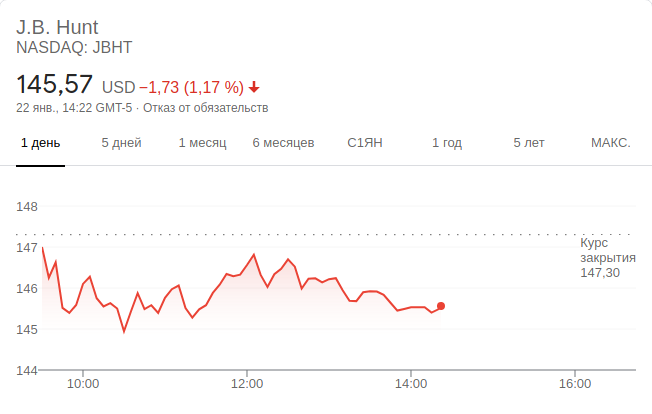 J.B. Hunt
NASDAQ: JBHT
145,57 USD −1,73 (1,17 %)
22 янв., 14:22 GMT-5 · Отказ от обязательств
1 день 5 дней 1 месяц 6 месяцев С1ЯН 1 год 5 лет МАКС.
148
147
146
145
144
Курс
закрытия
147,30
10:00 12:00 14:00 16:00